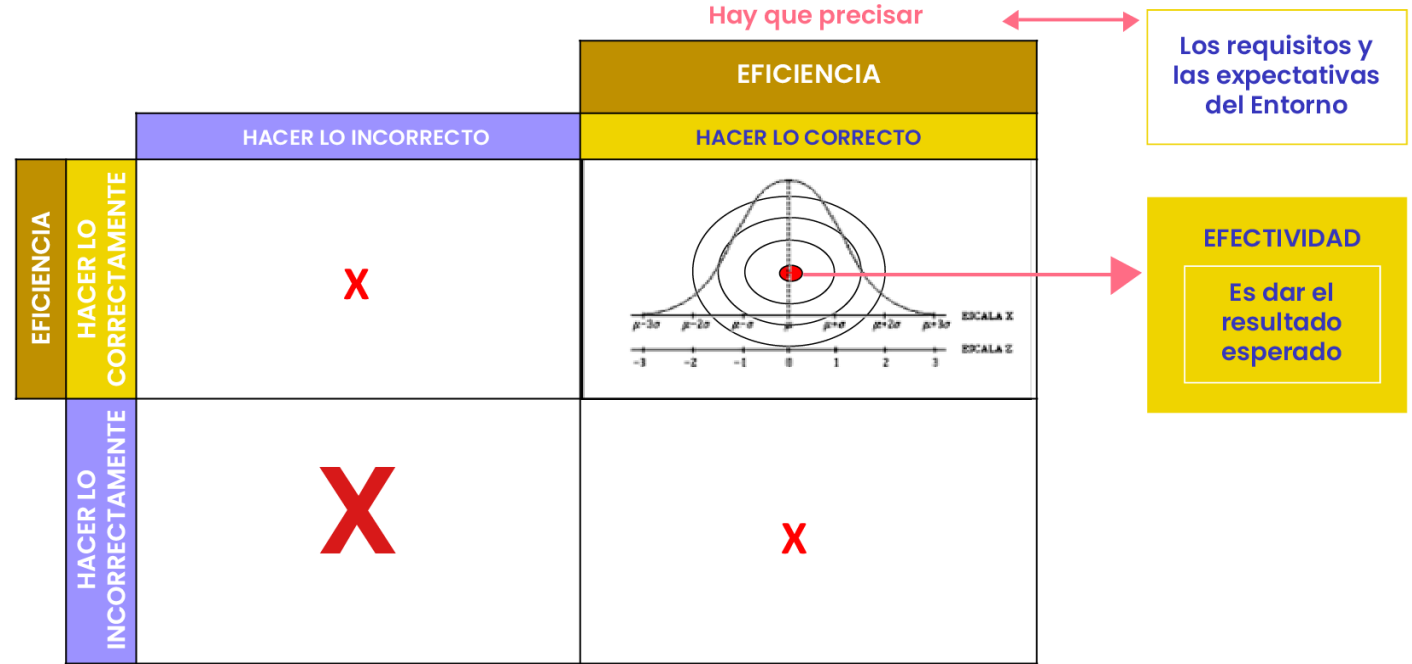 Hay que precisar
Los requisitos y
las expectativas
del Entorno
EFICIENCIA
HACER LO INCORRECTO
HACER LO CORRECTO
EFICIENCIA
HACER LO
CORRECTAMENTE
X
μ-3σ μ-2σ μ-σ μ μ+σ μ+2σ μ+3σ ESCALA X
-3 -2 -1 0 1 2 3 ESCALA Z
EFECTIVIDAD
Es dar el
resultado
esperado
HACER LO
INCORRECTAMENTE
X
X